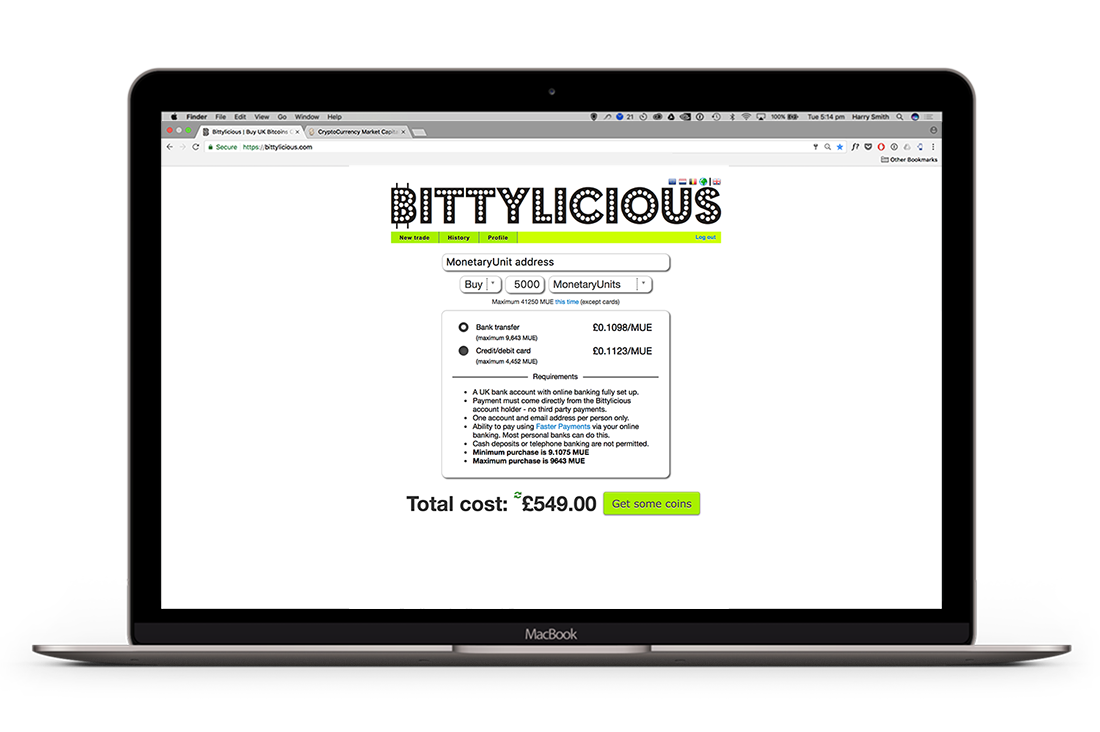 Finder File Edit View Go Window Help 21 100% Tue 5:14 pm Harry Smith
Bittylicious | Buy UK Bitcoins CryptoCurrency Market Capit
Secure https://bittylicious.com
Other Bookmarks
BITTYLICIOUS
New trade History Profile Log out
MonetaryUnit address
Buy 5000 MonetaryUnits
Maximum 41250 MUE this time (except cards)
Bank transfer £0.1098/MUE
(maximum 9,643 MUE)
Credit/debit card £0.1123/MUE
(maximum 4,452 MUE)
Requirements
• A UK bank account with online banking fully set up.
• Payment must come directly from the Bittylicious
account holder - no third party payments.
• One account and email address per person only.
• Ability to pay using Faster Payments via your online
banking. Most personal banks can do this.
• Cash deposits or telephone banking are not permitted.
• Minimum purchase is 9.1075 MUE
• Maximum purchase is 9643 MUE
Total cost: £549.00 Get some coins
MacBook